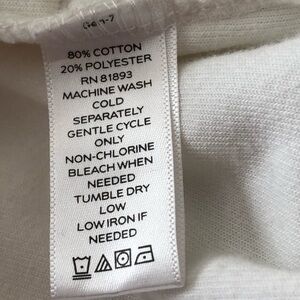 80% COTTON
20% POLYESTER
RN 81893
MACHINE WASH
COLD
SEPARATELY
GENTLE CYCLE
ONLY
NON-CHLORINE
BLEACH WHEN
NEEDED
TUMBLE DRY
LOW
LOW IRON IF
NEEDED